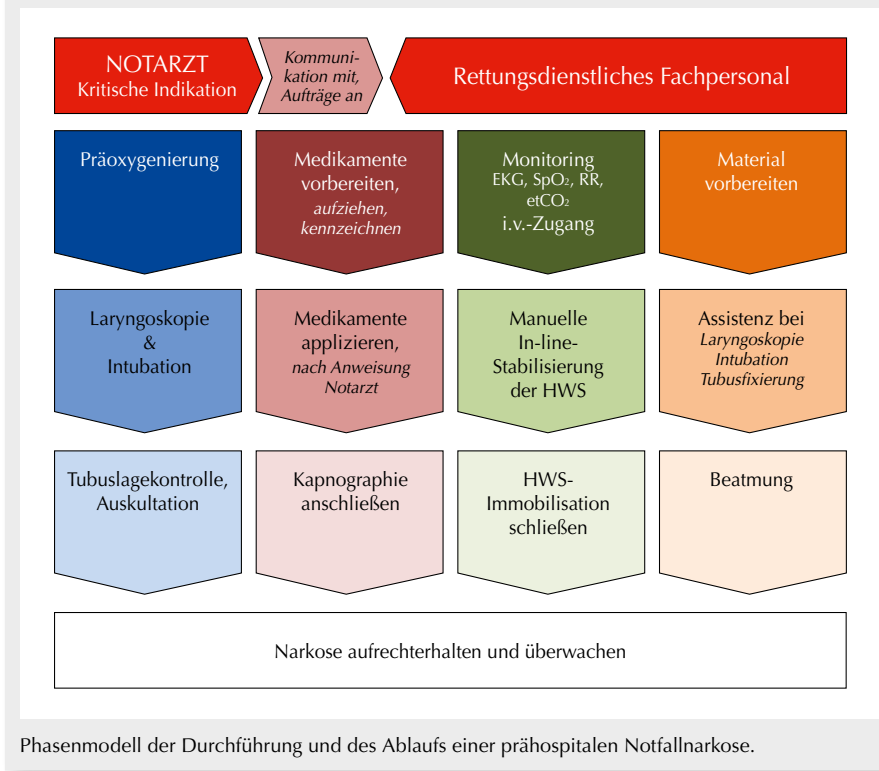 NOTARZT
Kritische Indikation
Kommuni-
kation mit,
Aufträge an
Rettungsdienstliches Fachpersonal
Präoxygenierung
Medikamente
vorbereiten,
aufziehen,
kennzeichnen
Monitoring
EKG, SpO₂, RR,
etCO₂
i.v.-Zugang
Material
vorbereiten
Laryngoskopie
&
Intubation
Medikamente
applizieren,
nach Anweisung
Notarzt
Manuelle
In-line-
Stabilisierung
der HWS
Assistenz bei
Laryngoskopie
Intubation
Tubusfixierung
Tubuslagekontrolle,
Auskultation
Kapnographie
anschließen
HWS-
Immobilisation
schließen
Beatmung
Narkose aufrechterhalten und überwachen
Phasenmodell der Durchführung und des Ablaufs einer prähospitalen Notfallnarkose.